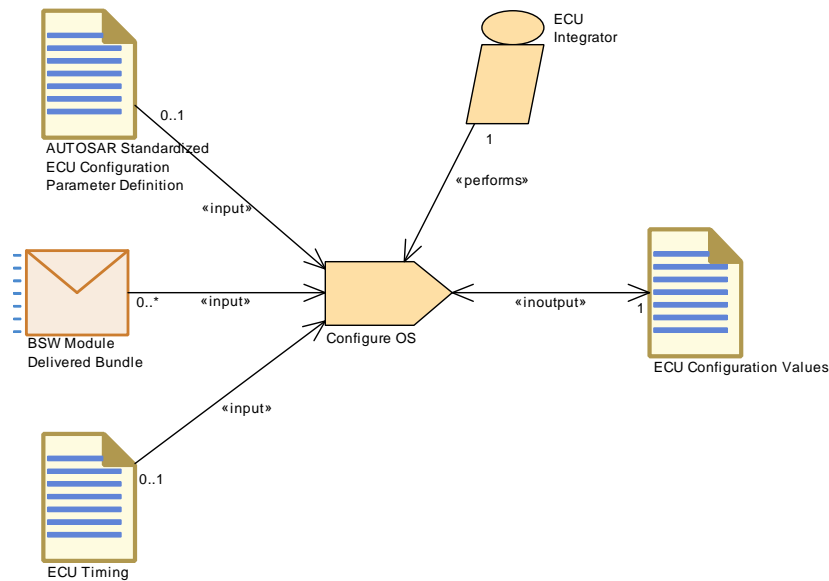 ECU
Integrator
0..1
AUTOSAR Standardized
ECU Configuration
Parameter Definition
1
«performs»
«input»
0..*
«input»
«inoutput»
1
BSW Module
Delivered Bundle
Configure OS
ECU Configuration Values
«input»
0..1
ECU Timing